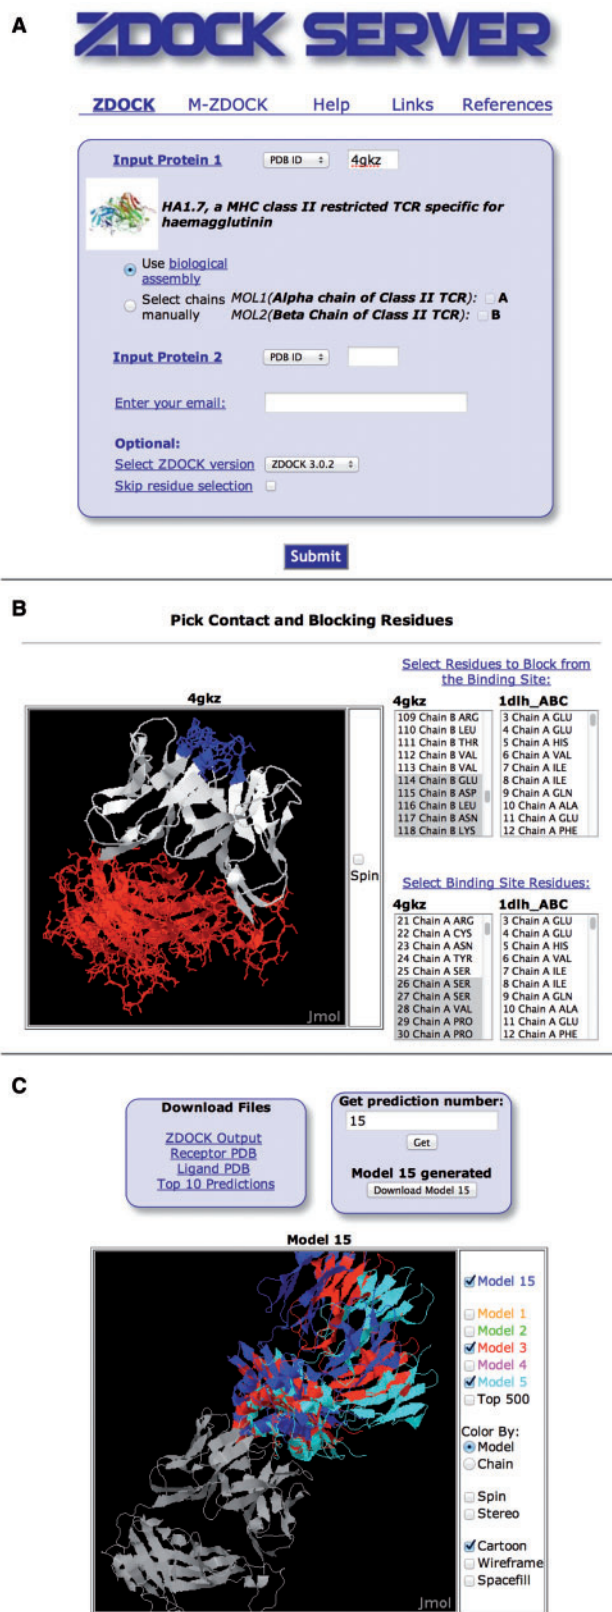 A
ZDOCK SERVER
ZDOCK M-ZDOCK Help Links References
Input Protein 1 PDB ID 4gkz
HA1.7, a MHC class II restricted TCR specific for
haemagglutinin
Use biological
assembly
Select chains
manually
MOL1(Alpha chain of Class II TCR): A
MOL2(Beta Chain of Class II TCR): B
Input Protein 2 PDB ID
Enter your email:
Optional:
Select ZDOCK version ZDOCK 3.0.2
Skip residue selection
Submit
B
Pick Contact and Blocking Residues
4gkz
Spin
Jmol
Select Residues to Block from
the Binding Site:
4gkz 1dlh_ABC
109 Chain B ARG 3 Chain A GLU
110 Chain B LEU 4 Chain A GLU
111 Chain B THR 5 Chain A HIS
112 Chain B VAL 6 Chain A VAL
113 Chain B VAL 7 Chain A ILE
114 Chain B GLU 8 Chain A ILE
115 Chain B ASP 9 Chain A GLN
116 Chain B LEU 10 Chain A ALA
117 Chain B ASN 11 Chain A GLU
118 Chain B LYS 12 Chain A PHE
Select Binding Site Residues:
4gkz 1dlh_ABC
21 Chain A ARG 3 Chain A GLU
22 Chain A CYS 4 Chain A GLU
23 Chain A ASN 5 Chain A HIS
24 Chain A TYR 6 Chain A VAL
25 Chain A SER 7 Chain A ILE
26 Chain A SER 8 Chain A ILE
27 Chain A SER 9 Chain A GLN
28 Chain A VAL 10 Chain A ALA
29 Chain A PRO 11 Chain A GLU
30 Chain A PRO 12 Chain A PHE
C
Download Files
ZDOCK Output
Receptor PDB
Ligand PDB
Top 10 Predictions
Get prediction number:
15
Get
Model 15 generated
Download Model 15
Model 15
Jmol
Model 15
Model 1
Model 2
Model 3
Model 4
Model 5
Top 500
Color By:
Model
Chain
Spin
Stereo
Cartoon
Wireframe
Spacefill